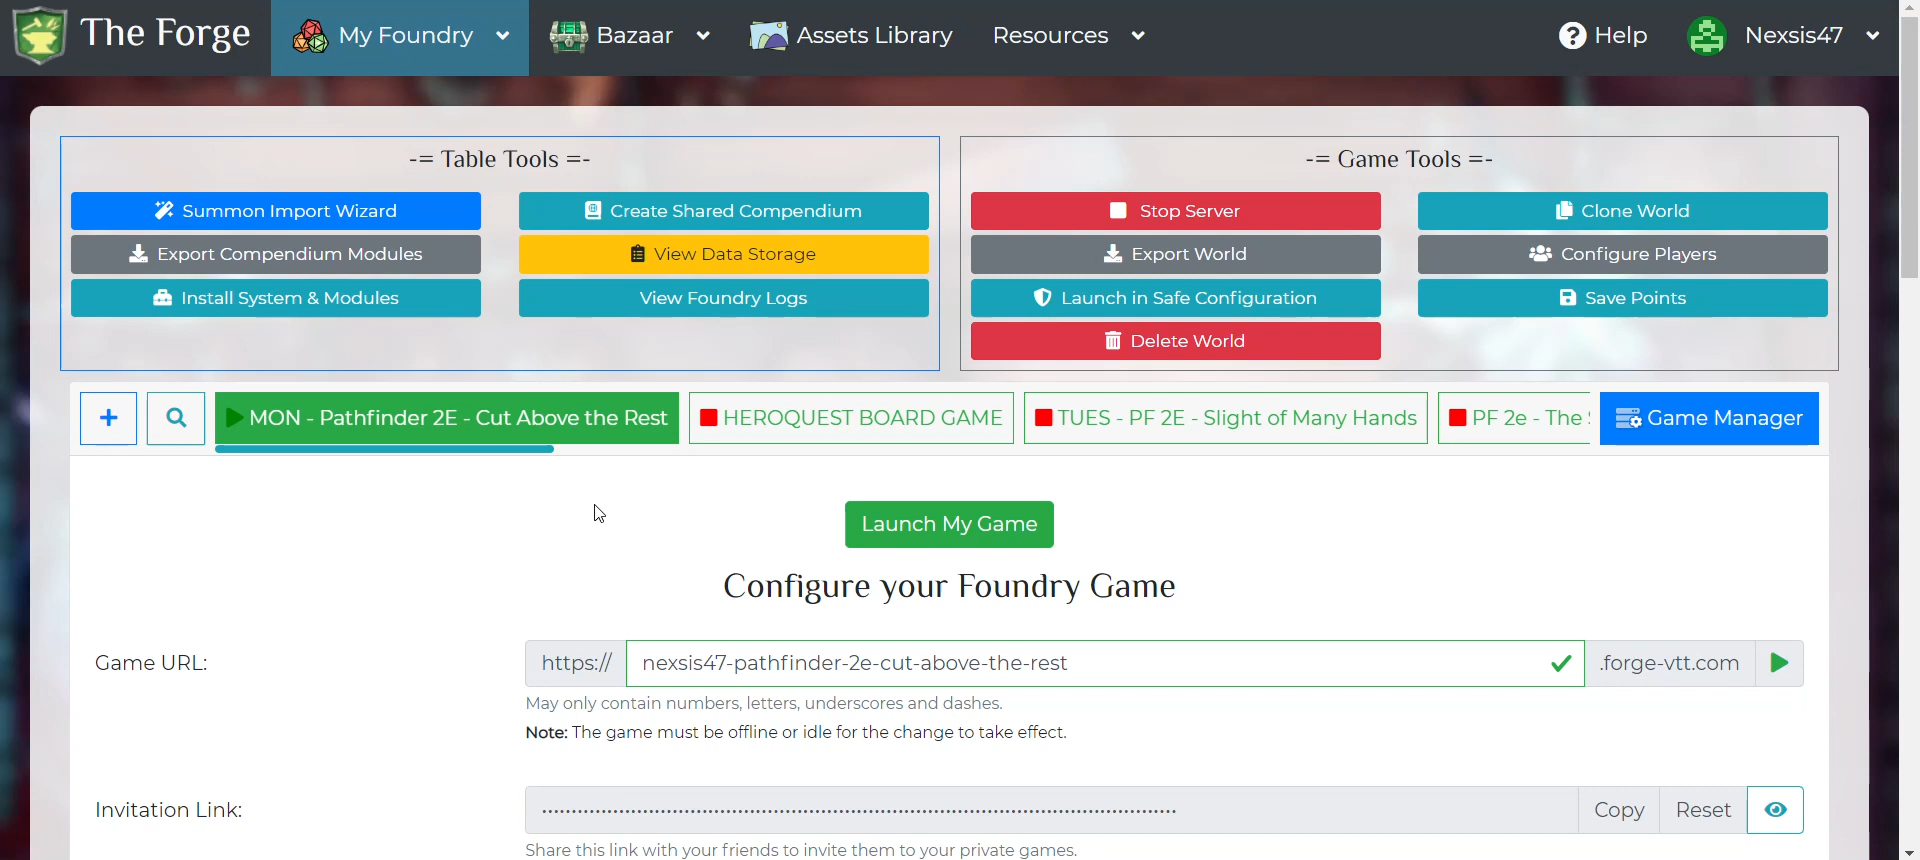 The Forge
My Foundry
Bazaar
Assets Library
Resources
Help
Nexsis47
-= Table Tools =-
Summon Import Wizard
Create Shared Compendium
Export Compendium Modules
View Data Storage
Install System & Modules
View Foundry Logs
-= Game Tools =-
Stop Server
Clone World
Export World
Configure Players
Launch in Safe Configuration
Save Points
Delete World
MON - Pathfinder 2E - Cut Above the Rest
HEROQUEST BOARD GAME
TUES - PF 2E - Slight of Many Hands
PF 2e - The
Game Manager
Launch My Game
Configure your Foundry Game
Game URL:
https:// nexsis47-pathfinder-2e-cut-above-the-rest .forge-vtt.com
May only contain numbers, letters, underscores and dashes.
Note: The game must be offline or idle for the change to take effect.
Invitation Link:
Copy
Reset
Share this link with your friends to invite them to your private games.